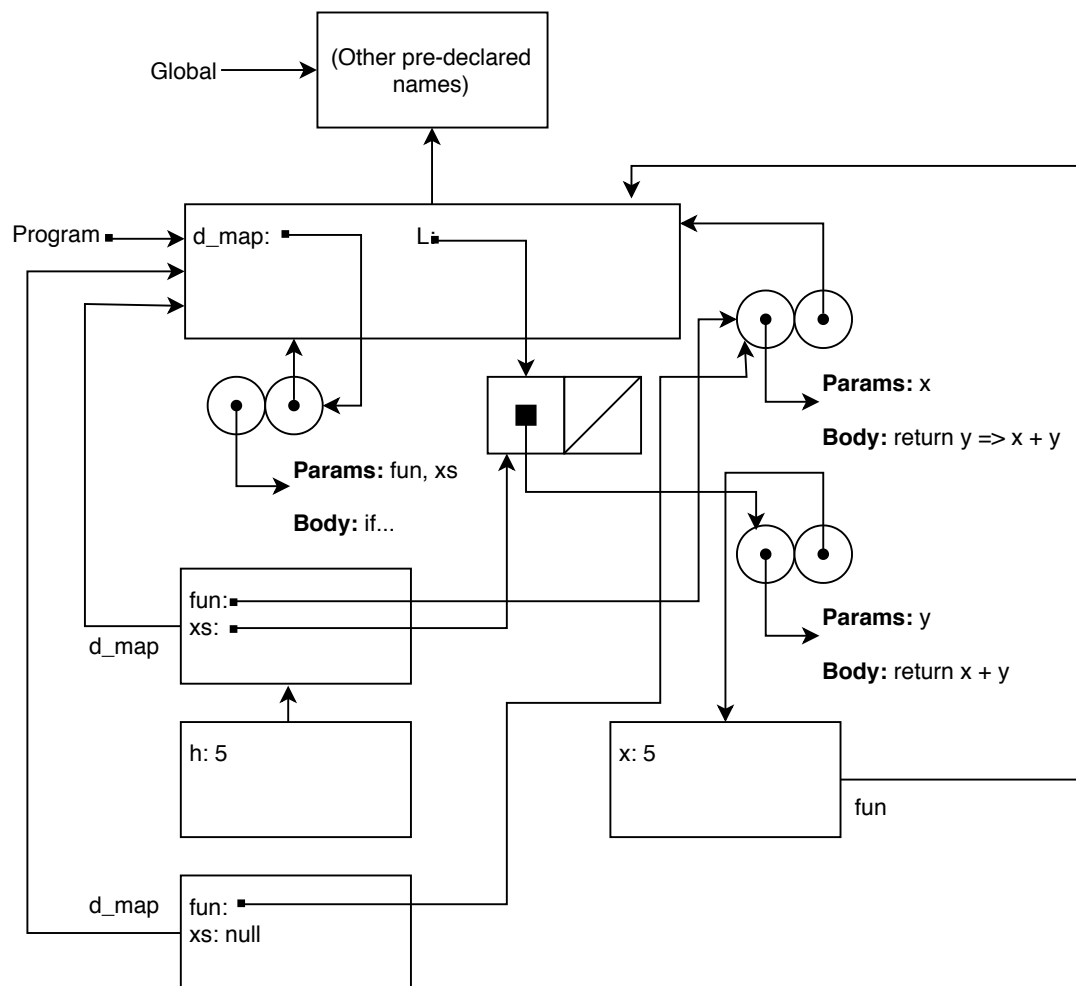 (Other pre-declared
names)
Global
Program
d_map:
L:
Params: x
Body: return y => x + y
Params: fun, xs
Body: if...
fun:
xs:
d_map
Params: y
Body: return x + y
h: 5
x: 5
fun
d_map
fun:
xs: null